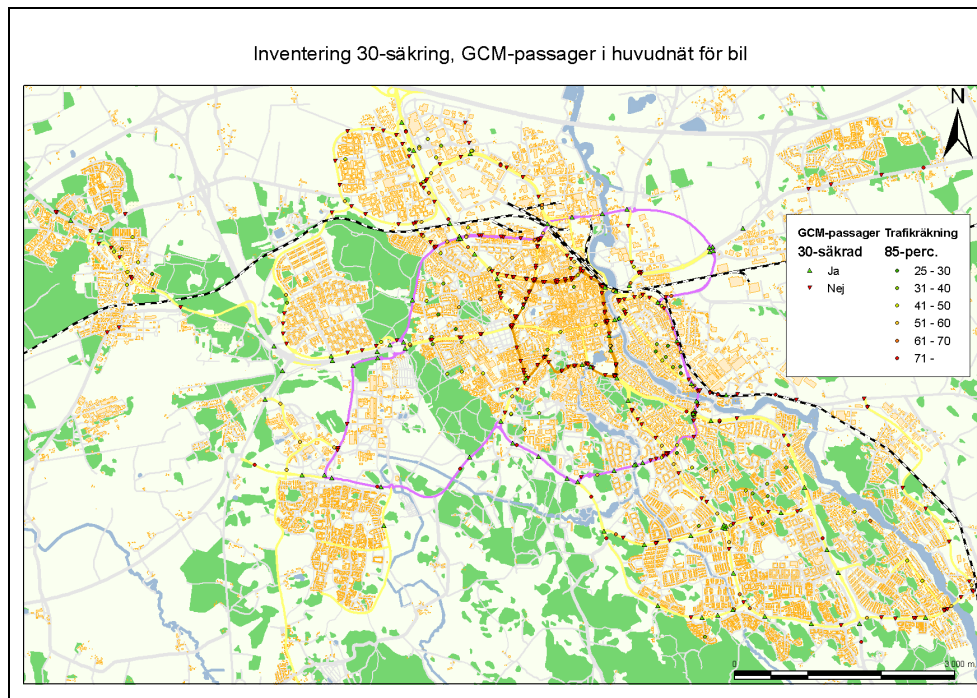 Inventering 30-säkring, GCM-passager i huvudnät för bil
N
GCM-passager Trafikräkning
30-säkrad 85-perc.
Ja 25 - 30
Nej 31 - 40
41 - 50
51 - 60
61 - 70
71 -
0 3 000 m.